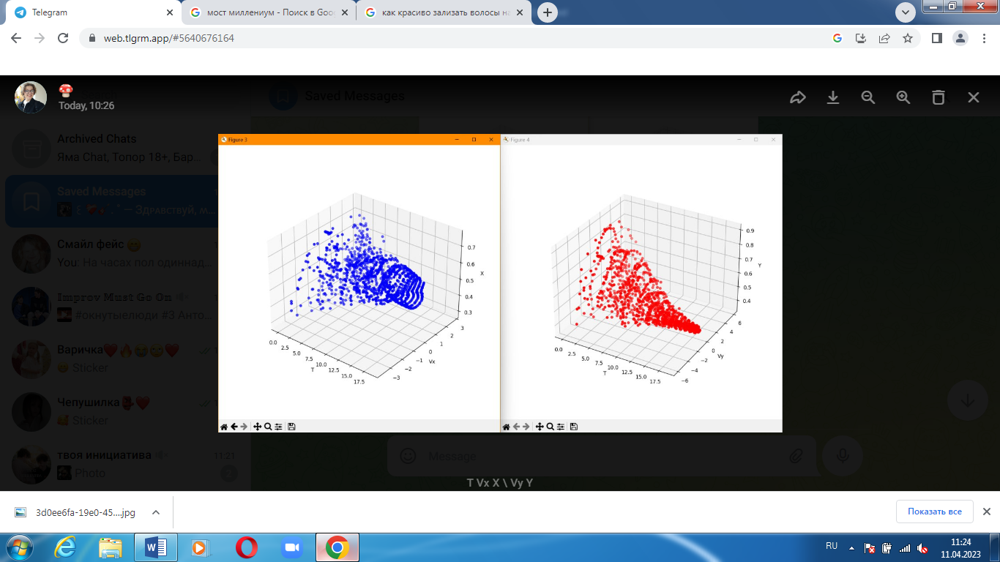 Telegram
мост миллениум - Поиск в Goo
как красиво зализать волосы на
web.tlgrm.app/#5640676164
Today, 10:26
Saved Messages
Archived Chats
Яма Chat, Топор 18+, Бар...
Saved Messages
— Здравствуй, м...
Смайл фейс
You: На часах пол одиннад...
Improv Must Go On
#окнутыелюди #3 Анто...
Варичка
Sticker
Чепушилка
Sticker
твоя инициатива
11:21
Photo
Figure 3
X
0.7
0.6
0.5
0.4
0.3
0.0
2.5
5.0
7.5
10.0
12.5
15.0
17.5
T
−3
−2
−1
0
1
2
3
Vx
Figure 4
Y
0.9
0.8
0.7
0.6
0.5
0.4
0.0
2.5
5.0
7.5
10.0
12.5
15.0
17.5
T
−6
−4
−2
0
2
4
6
Vy
Message
T Vx X \ Vy Y
3d0ee6fa-19e0-45....jpg
Показать все
RU
11:24
11.04.2023